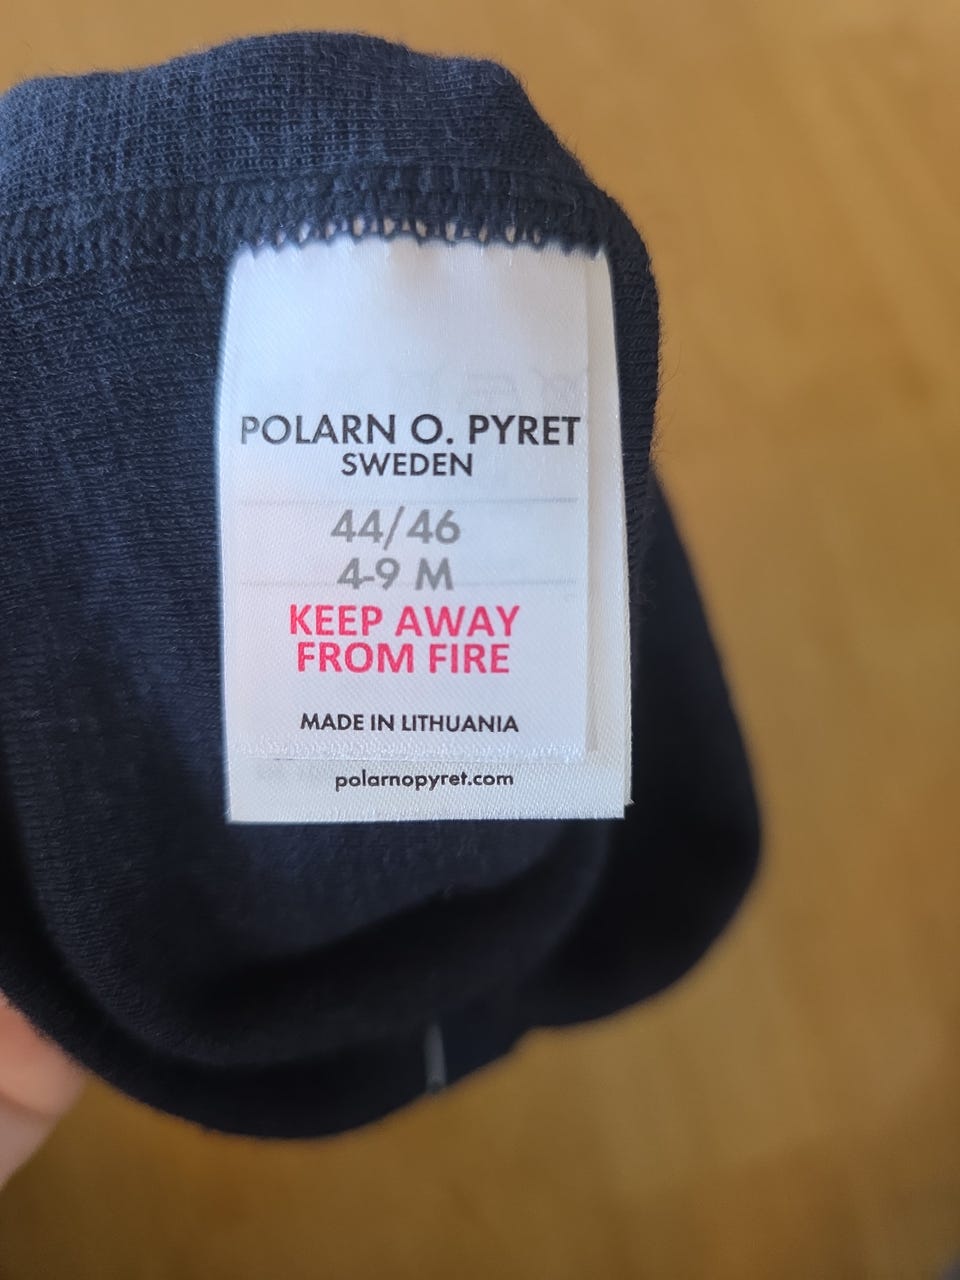 POLARN O. PYRET
SWEDEN
44/46
4-9 M
KEEP AWAY
FROM FIRE
MADE IN LITHUANIA
polarnopyret.com